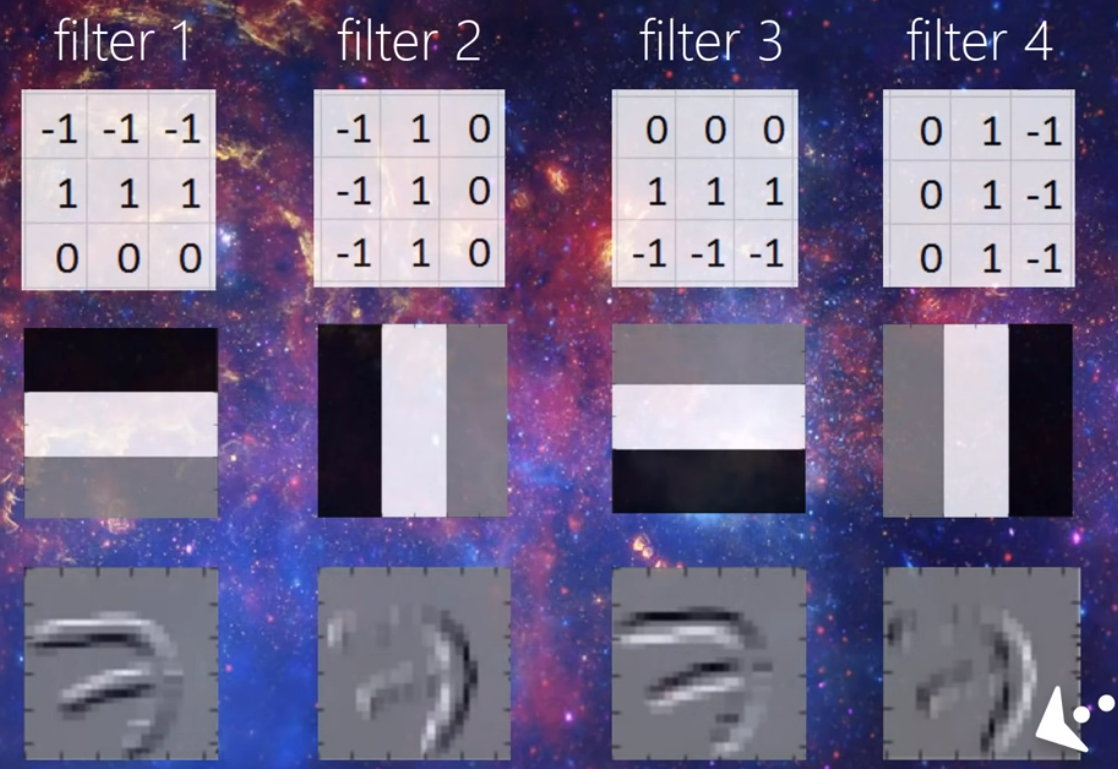 filter 1 filter 2 filter 3 filter 4
-1 -1 -1 -1 1 0 0 0 0 0 1 -1
1 1 1 -1 1 0 1 1 1 0 1 -1
0 0 0 -1 1 0 -1 -1 -1 0 1 -1